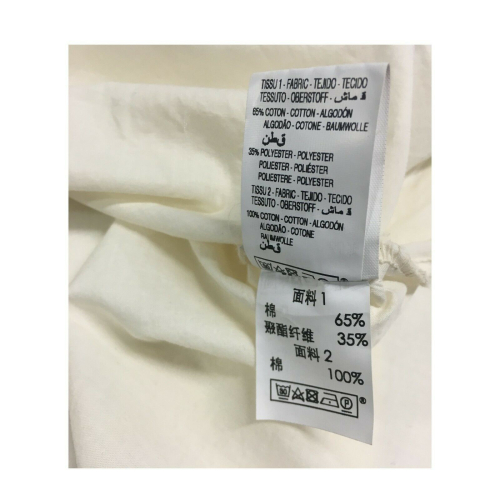 TISSU 1 - FABRIC - TEJIDO - TECIDO
TESSUTO - OBERSTOFF - قماش
65% COTON - COTTON - ALGODÓN
ALGODÃO - COTONE - BAUMWOLLE
قطن
35% POLYESTER - POLYESTER
POLIESTER - POLIÉSTER
POLIESTERE - POLYESTER
TISSU 2 - FABRIC - TEJIDO - TECIDO
TESSUTO - OBERSTOFF - قماش
100% COTON - COTTON - ALGODÓN
ALGODÃO - COTONE
BAUMWOLLE
قطن
®
面料 1
棉 65%
聚酯纤维 35%
面料 2
棉 100%
®